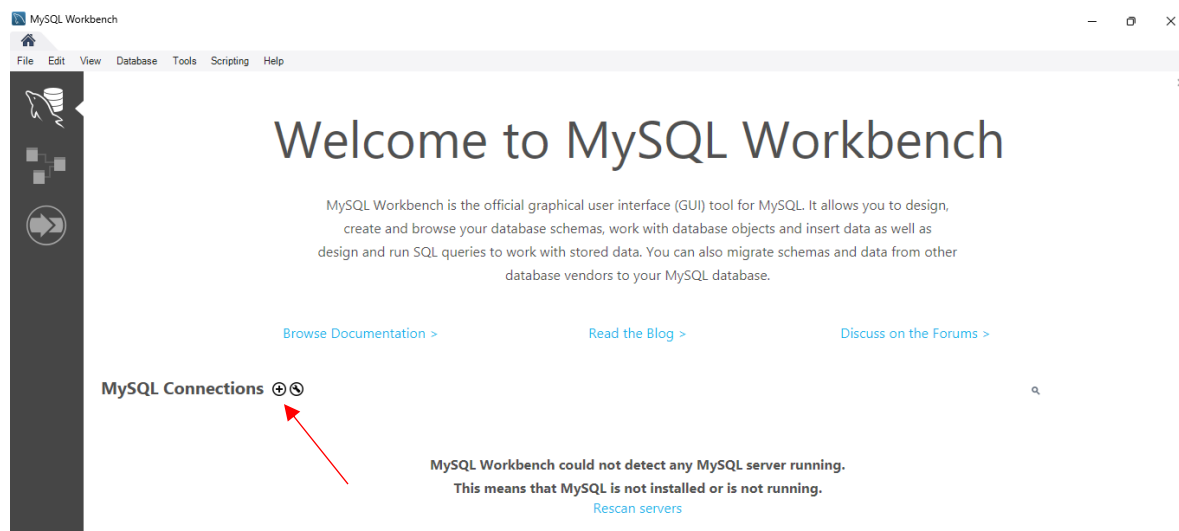 MySQL Workbench
File Edit View Database Tools Scripting Help
Welcome to MySQL Workbench
MySQL Workbench is the official graphical user interface (GUI) tool for MySQL. It allows you to design,
create and browse your database schemas, work with database objects and insert data as well as
design and run SQL queries to work with stored data. You can also migrate schemas and data from other
database vendors to your MySQL database.
Browse Documentation > Read the Blog > Discuss on the Forums >
MySQL Connections
MySQL Workbench could not detect any MySQL server running.
This means that MySQL is not installed or is not running.
Rescan servers